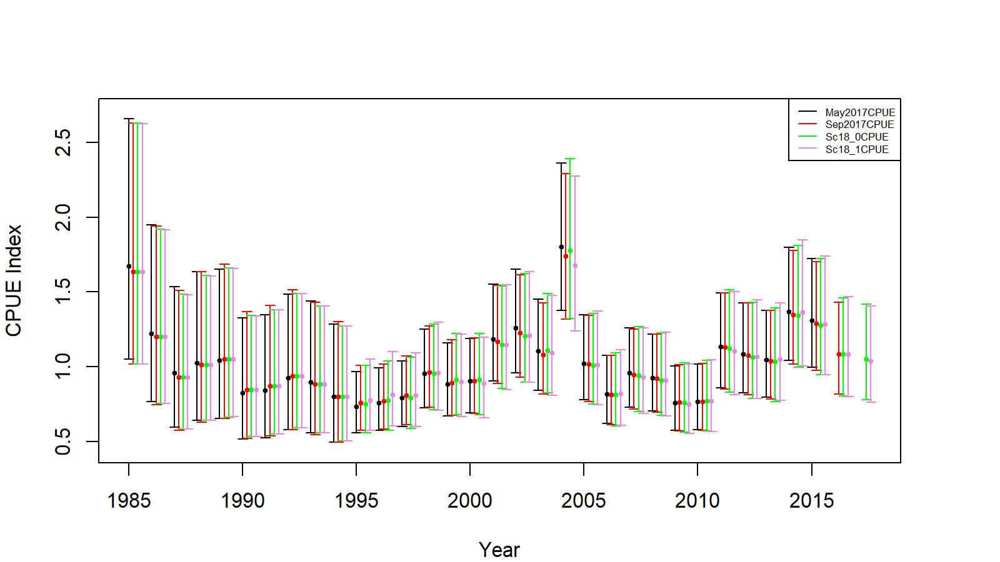 May2017CPUE
Sep2017CPUE
Sc18_0CPUE
Sc18_1CPUE
CPUE Index
2.5
2.0
1.5
1.0
0.5
1985 1990 1995 2000 2005 2010 2015
Year